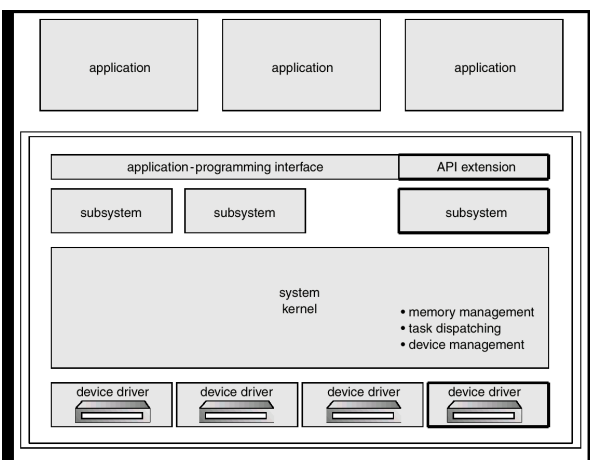 application
application
application
application-programming interface
API extension
subsystem
subsystem
subsystem
system
kernel
• memory management
• task dispatching
• device management
device driver
device driver
device driver
device driver